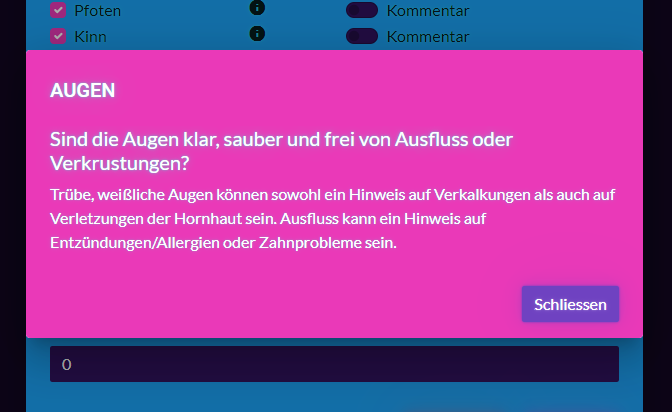 Pfoten Kommentar
Kinn Kommentar
AUGEN
Sind die Augen klar, sauber und frei von Ausfluss oder
Verkrustungen?
Trübe, weißliche Augen können sowohl ein Hinweis auf Verkalkungen als auch auf
Verletzungen der Hornhaut sein. Ausfluss kann ein Hinweis auf
Entzündungen/Allergien oder Zahnprobleme sein.
Schliessen
0